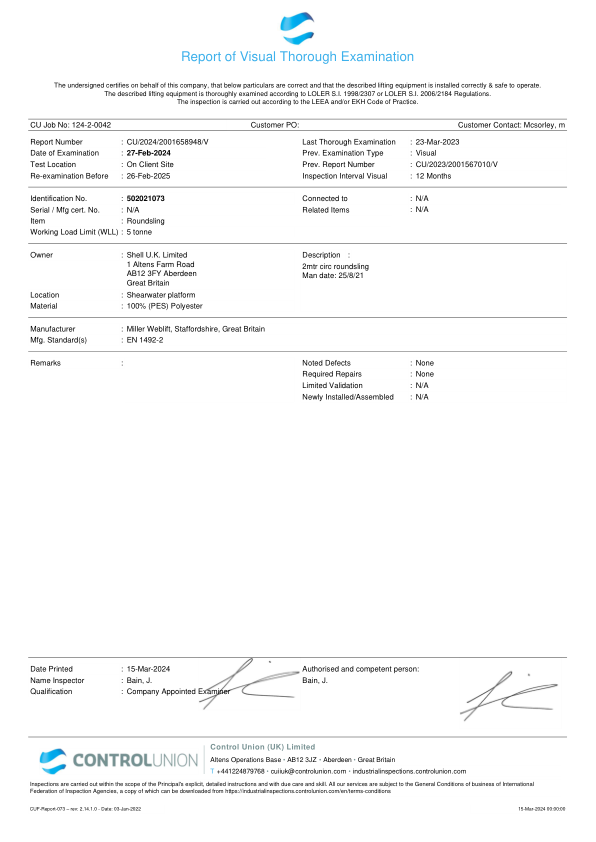 Report of Visual Thorough Examination
The undersigned certifies on behalf of this company, that below particulars are correct and that the described lifting equipment is installed correctly & safe to operate.
The described lifting equipment is thoroughly examined according to LOLER S.I. 1998/2307 or LOLER S.I. 2006/2184 Regulations.
The inspection is carried out according to the LEEA and/or EKH Code of Practice.
CU Job No: 124-2-0042 Customer PO: Customer Contact: Mcsorley, m
Report Number : CU/2024/2001658948/V Last Thorough Examination : 23-Mar-2023
Date of Examination : 27-Feb-2024 Prev. Examination Type : Visual
Test Location : On Client Site Prev. Report Number : CU/2023/2001567010/V
Re-examination Before : 26-Feb-2025 Inspection Interval Visual : 12 Months
Identification No. : 502021073 Connected to : N/A
Serial / Mfg cert. No. : N/A Related Items : N/A
Item : Roundsling
Working Load Limit (WLL) : 5 tonne
Owner : Shell U.K. Limited Description :
1 Altens Farm Road 2mtr circ roundsling
AB12 3FY Aberdeen Man date: 25/8/21
Great Britain
Location : Shearwater platform
Material : 100% (PES) Polyester
Manufacturer : Miller Weblift, Staffordshire, Great Britain
Mfg. Standard(s) : EN 1492-2
Remarks : Noted Defects : None
Required Repairs : None
Limited Validation : N/A
Newly Installed/Assembled : N/A
Date Printed : 15-Mar-2024 Authorised and competent person:
Name Inspector : Bain, J. Bain, J.
Qualification : Company Appointed Examiner
CONTROLUNION
Control Union (UK) Limited
Altens Operations Base · AB12 3JZ · Aberdeen · Great Britain
T +441224879768 · cuiiuk@controlunion.com · industrialinspections.controlunion.com
Inspections are carried out within the scope of the Principal's explicit, detailed instructions and with due care and skill. All our services are subject to the General Conditions of business of International
Federation of Inspection Agencies, a copy of which can be downloaded from https://industrialinspections.controlunion.com/en/terms-conditions
CUF-Report-073 – rev: 2.14.1.0 - Date: 03-Jun-2022 15-Mar-2024 00:00:00